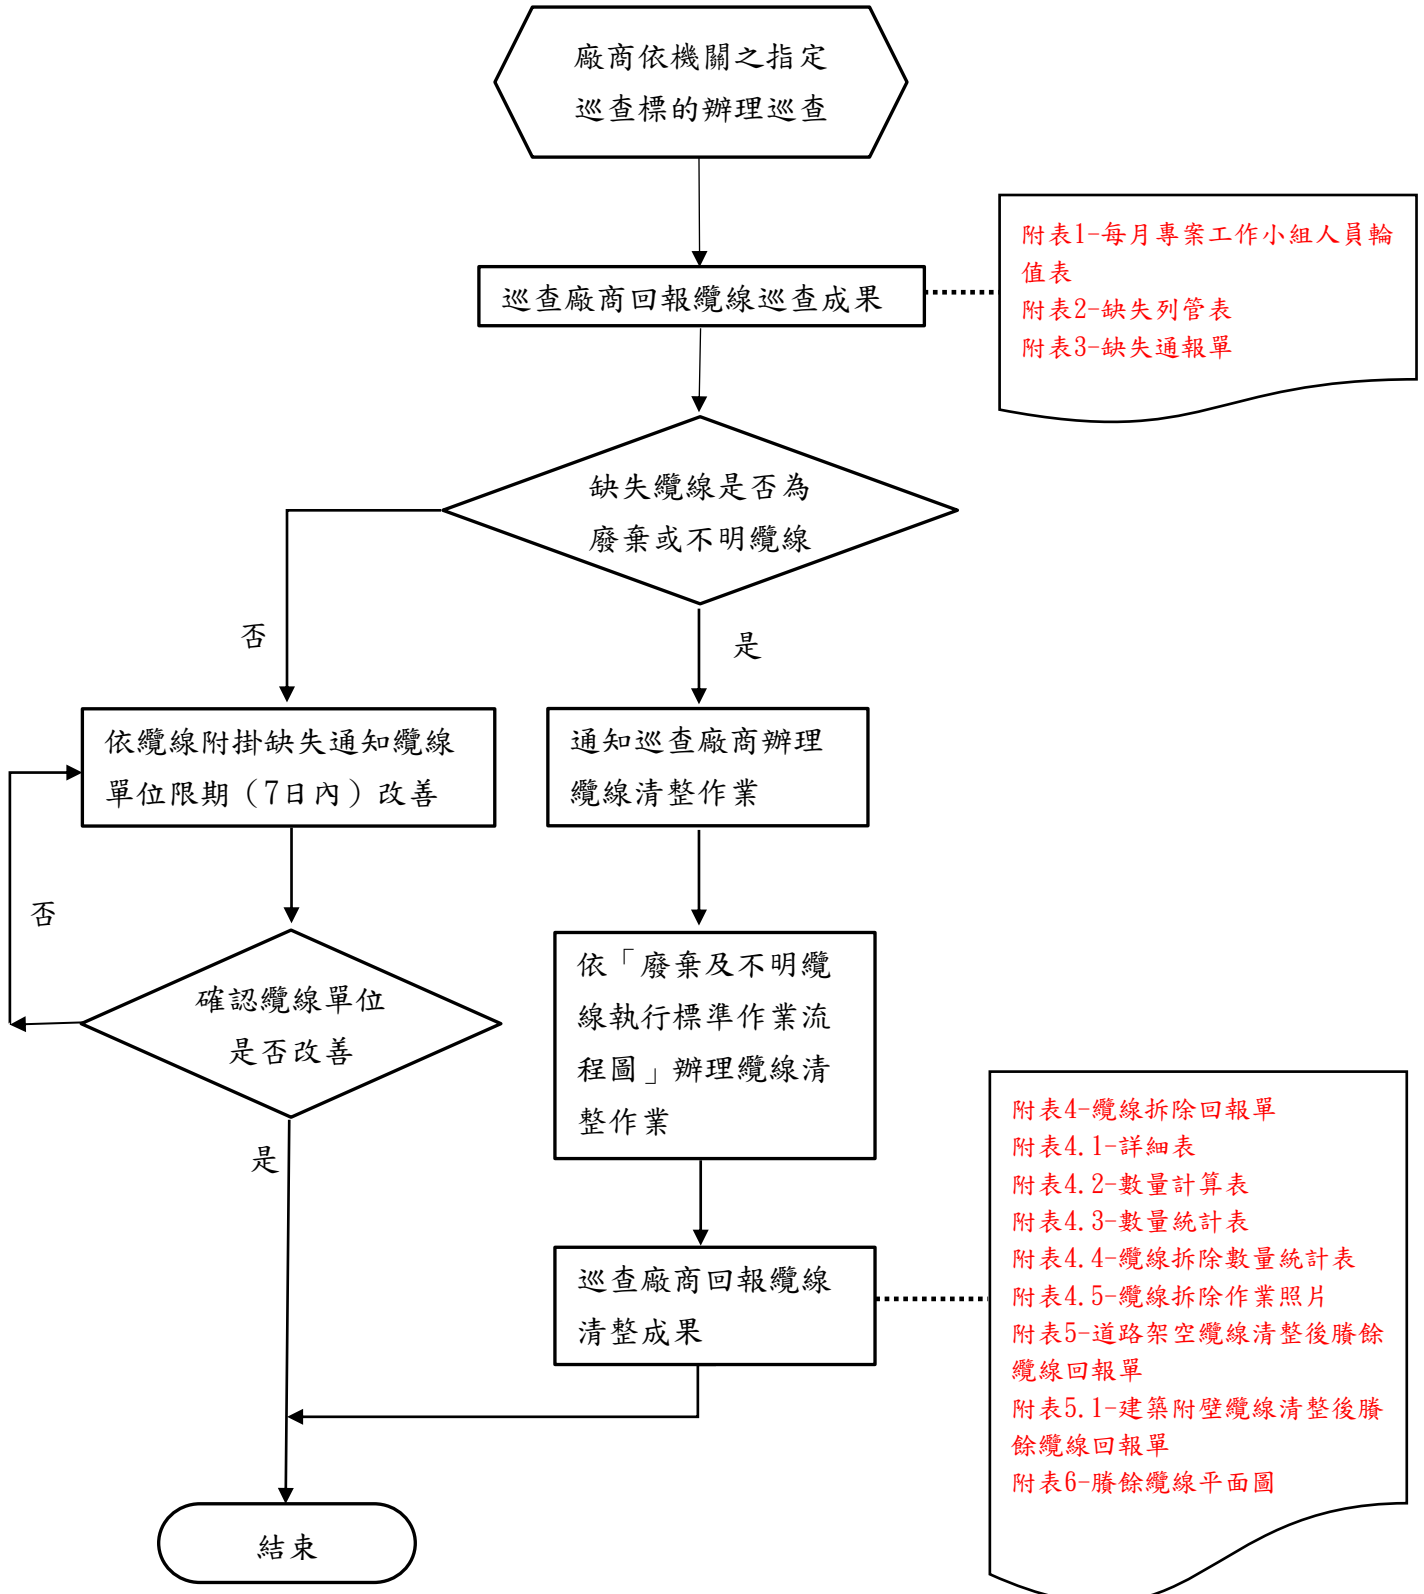 廠商依機關之指定
巡查標的辦理巡查
巡查廠商回報纜線巡查成果
附表1-每月專案工作小組人員輪
值表
附表2-缺失列管表
附表3-缺失通報單
缺失纜線是否為
廢棄或不明纜線
否
是
依纜線附掛缺失通知纜線
單位限期（7日內）改善
通知巡查廠商辦理
纜線清整作業
否
確認纜線單位
是否改善
依「廢棄及不明纜
線執行標準作業流
程圖」辦理纜線清
整作業
是
巡查廠商回報纜線
清整成果
附表4-纜線拆除回報單
附表4.1-詳細表
附表4.2-數量計算表
附表4.3-數量統計表
附表4.4-纜線拆除數量統計表
附表4.5-纜線拆除作業照片
附表5-道路架空纜線清整後賸餘
纜線回報單
附表5.1-建築附壁纜線清整後賸
餘纜線回報單
附表6-賸餘纜線平面圖
結束